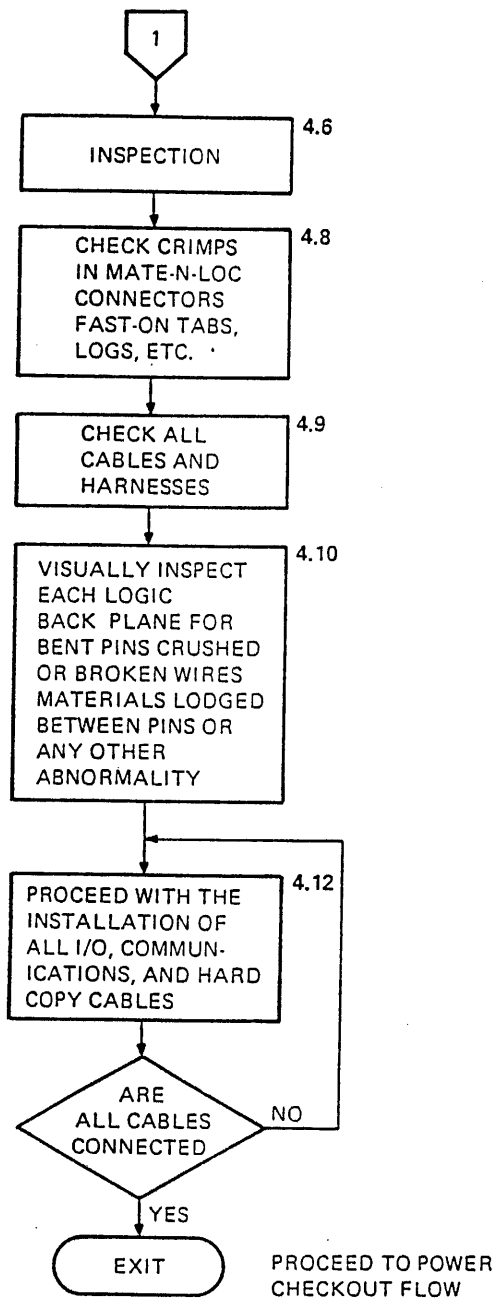 1
4.6
INSPECTION
4.8
CHECK CRIMPS
IN MATE-N-LOC
CONNECTORS
FAST-ON TABS,
LOGS, ETC.
4.9
CHECK ALL
CABLES AND
HARNESSES
4.10
VISUALLY INSPECT
EACH LOGIC
BACK PLANE FOR
BENT PINS CRUSHED
OR BROKEN WIRES
MATERIALS LODGED
BETWEEN PINS OR
ANY OTHER
ABNORMALITY
4.12
PROCEED WITH THE
INSTALLATION OF
ALL I/O, COMMUN-
ICATIONS, AND HARD
COPY CABLES
ARE
ALL CABLES
CONNECTED
NO
YES
EXIT
PROCEED TO POWER
CHECKOUT FLOW